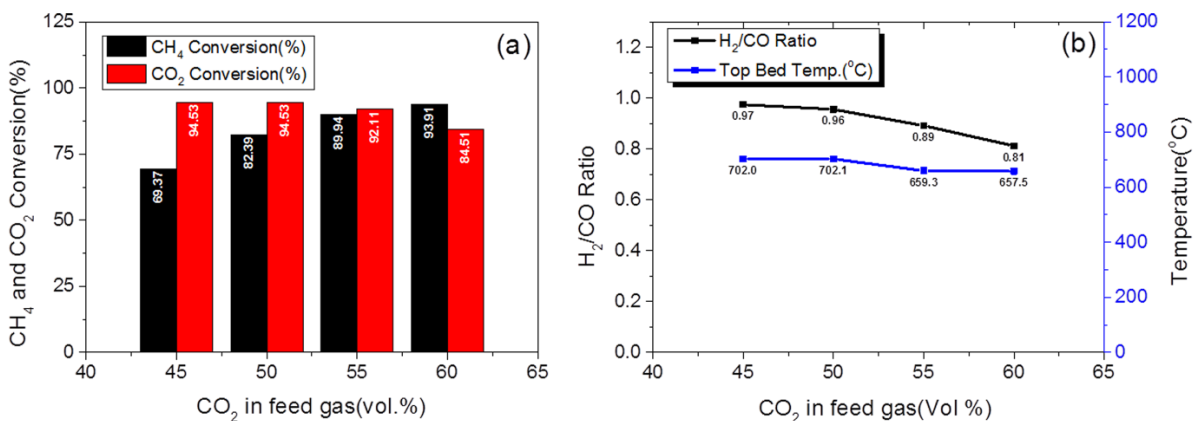 125
100
75
50
25
0
CH₄ and CO₂ Conversion(%)
CH₄ Conversion(%)
CO₂ Conversion(%)
(a)
69.37
94.53
82.39
94.53
89.94
92.11
93.91
84.51
40 45 50 55 60 65
CO₂ in feed gas(vol.%)
1.2
1.0
0.8
0.6
0.4
0.2
0.0
H₂/CO Ratio
H₂/CO Ratio
Top Bed Temp.(°C)
(b)
0.97 0.96 0.89 0.81
702.0 702.1 659.3 657.5
40 45 50 55 60 65
CO₂ in feed gas(Vol %)
1200
1000
800
600
400
200
0
Temperature(°C)